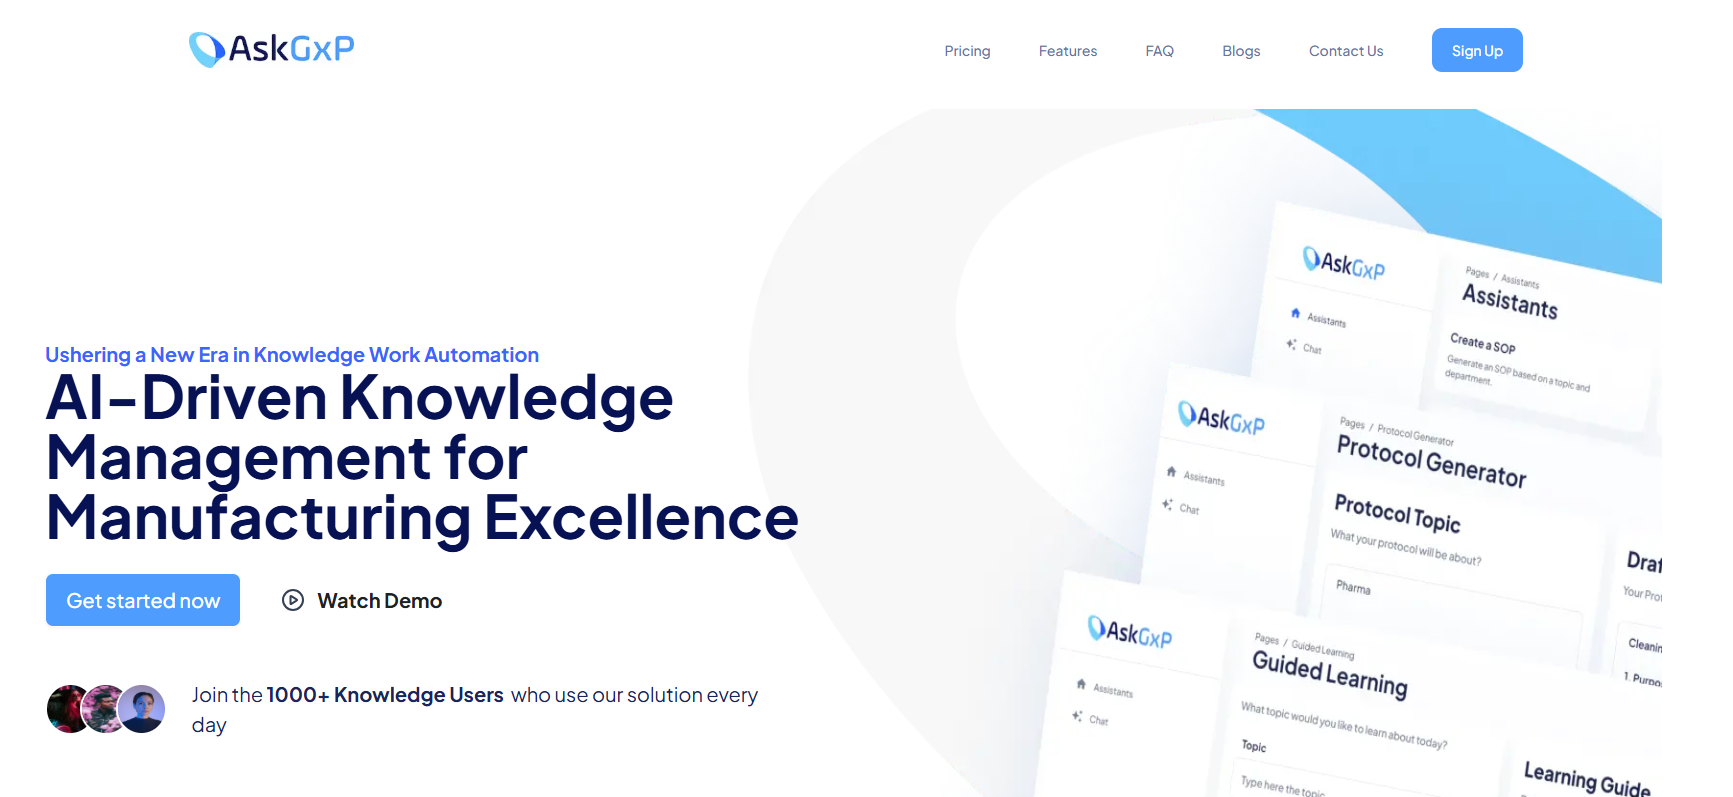 AskGxP
Pricing
Features
FAQ
Blogs
Contact Us
Sign Up
Ushering a New Era in Knowledge Work Automation
AI-Driven Knowledge
Management for
Manufacturing Excellence
Get started now
Watch Demo
Join the 1000+ Knowledge Users who use our solution every
day
AskGxP
Assistants
Chat
Pages / Assistants
Assistants
Create a SOP
Generate an SOP based on a topic and
department.
AskGxP
Assistants
Chat
Pages / Protocol Generator
Protocol Generator
Protocol Topic
What your protocol will be about?
Pharma
Your
1.
AskGxP
Assistants
Chat
Pages / Guided Learning
Guided Learning
What topic would you like to learn about today?
Topic
Type here the topic
Learning Guide